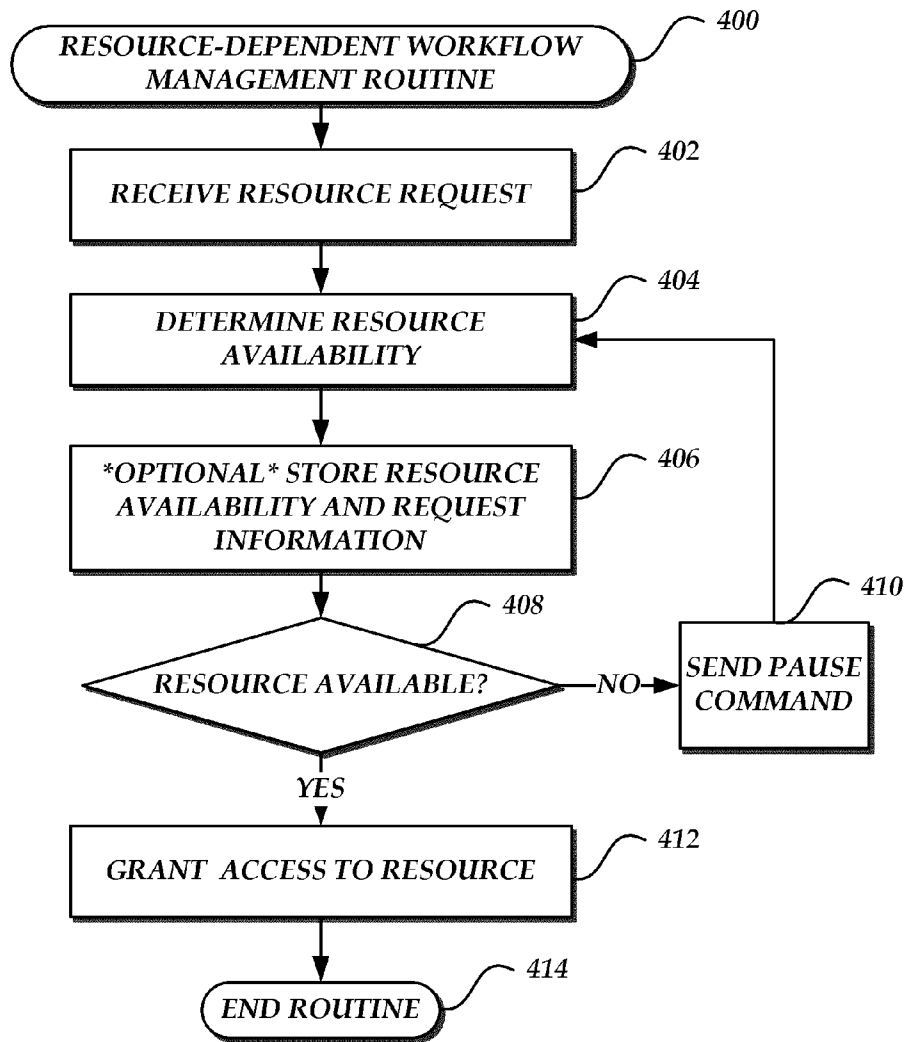 RESOURCE-DEPENDENT WORKFLOW
MANAGEMENT ROUTINE
400
402
RECEIVE RESOURCE REQUEST
404
DETERMINE RESOURCE
AVAILABILITY
*OPTIONAL* STORE RESOURCE
AVAILABILITY AND REQUEST
INFORMATION
406
408
RESOURCE AVAILABLE?
NO
410
SEND PAUSE
COMMAND
YES
GRANT ACCESS TO RESOURCE
412
END ROUTINE
414